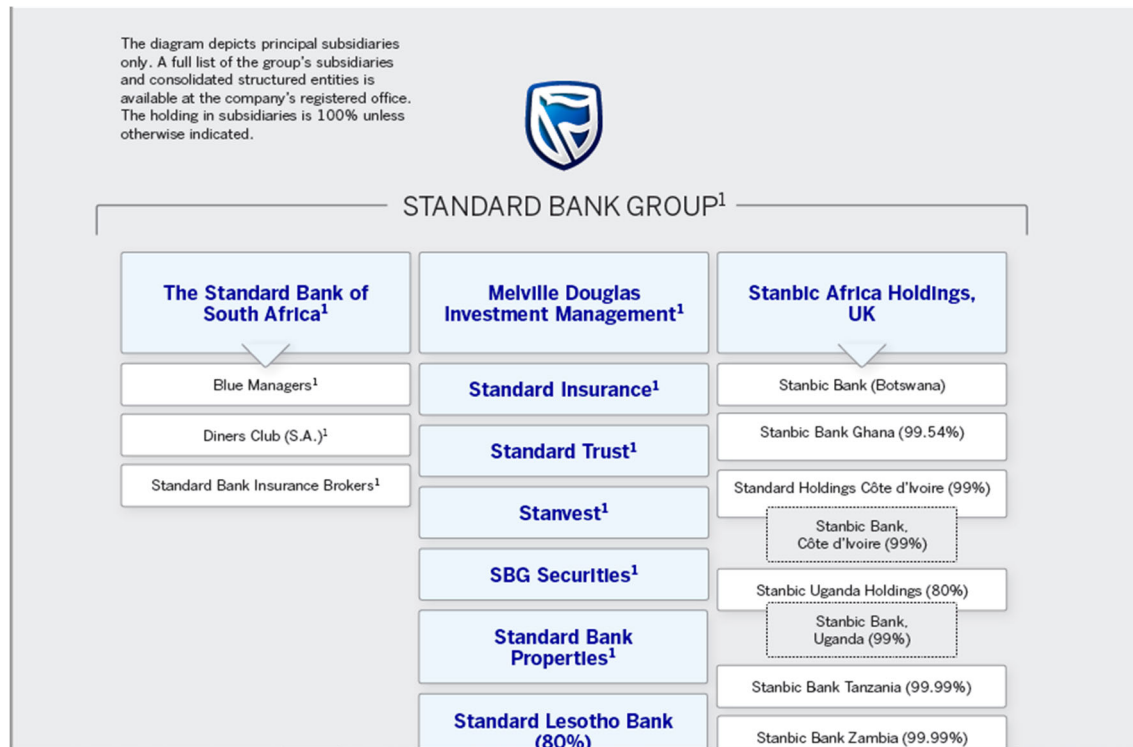 The diagram depicts principal subsidiaries
only. A full list of the group's subsidiaries
and consolidated structured entities is
available at the company's registered office.
The holding in subsidiaries is 100% unless
otherwise indicated.
STANDARD BANK GROUP¹
The Standard Bank of
South Africa¹
Blue Managers¹
Diners Club (S.A.)¹
Standard Bank Insurance Brokers¹
Melville Douglas
Investment Management¹
Standard Insurance¹
Standard Trust¹
Stanvest¹
SBG Securities¹
Standard Bank
Properties¹
Standard Lesotho Bank
(80%)
Stanbic Africa Holdings,
UK
Stanbic Bank (Botswana)
Stanbic Bank Ghana (99.54%)
Standard Holdings Côte d'Ivoire (99%)
Stanbic Bank,
Côte d'Ivoire (99%)
Stanbic Uganda Holdings (80%)
Stanbic Bank,
Uganda (99%)
Stanbic Bank Tanzania (99.99%)
Stanbic Bank Zambia (99.99%)